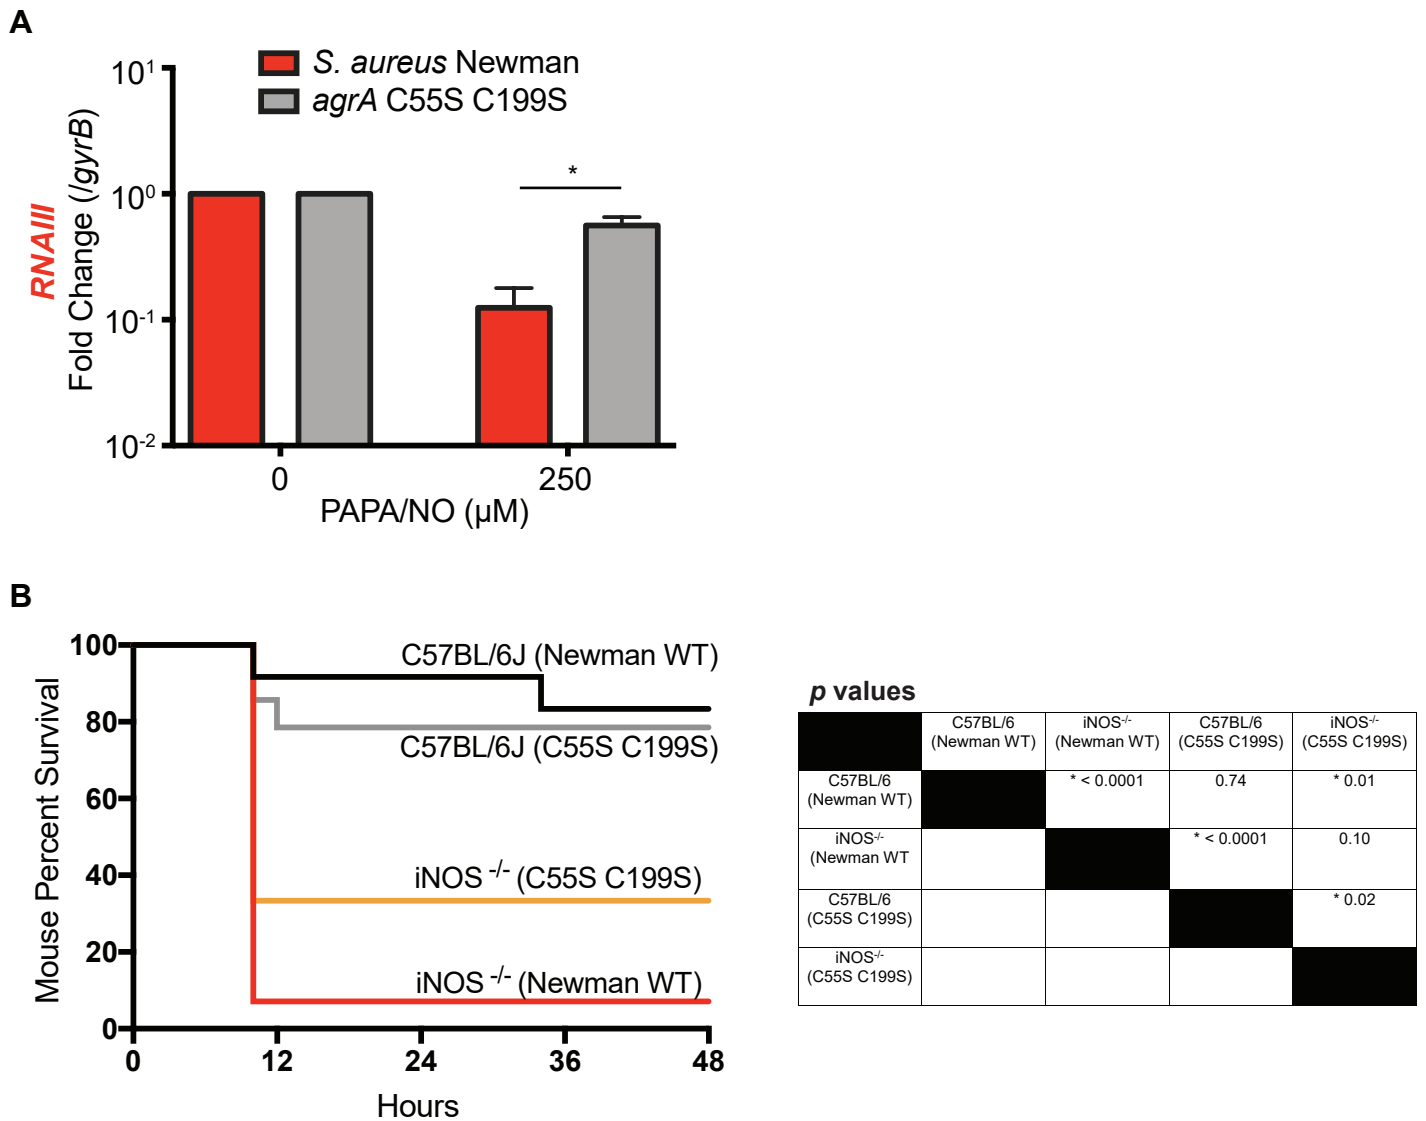 A
S. aureus Newman
agrA C55S C199S
10¹
10⁰
10⁻¹
10⁻²
RNAIII
Fold Change (/gyrB)
*
0
250
PAPA/NO (µM)
B
100
80
60
40
20
0
Mouse Percent Survival
C57BL/6J (Newman WT)
C57BL/6J (C55S C199S)
iNOS -/- (C55S C199S)
iNOS -/- (Newman WT)
0
12
24
36
48
Hours
p values
C57BL/6
(Newman WT)
iNOS-/-
(Newman WT)
C57BL/6
(C55S C199S)
iNOS-/-
(C55S C199S)
C57BL/6
(Newman WT)
* < 0.0001
0.74
* 0.01
iNOS-/-
(Newman WT
* < 0.0001
0.10
C57BL/6
(C55S C199S)
* 0.02
iNOS-/-
(C55S C199S)